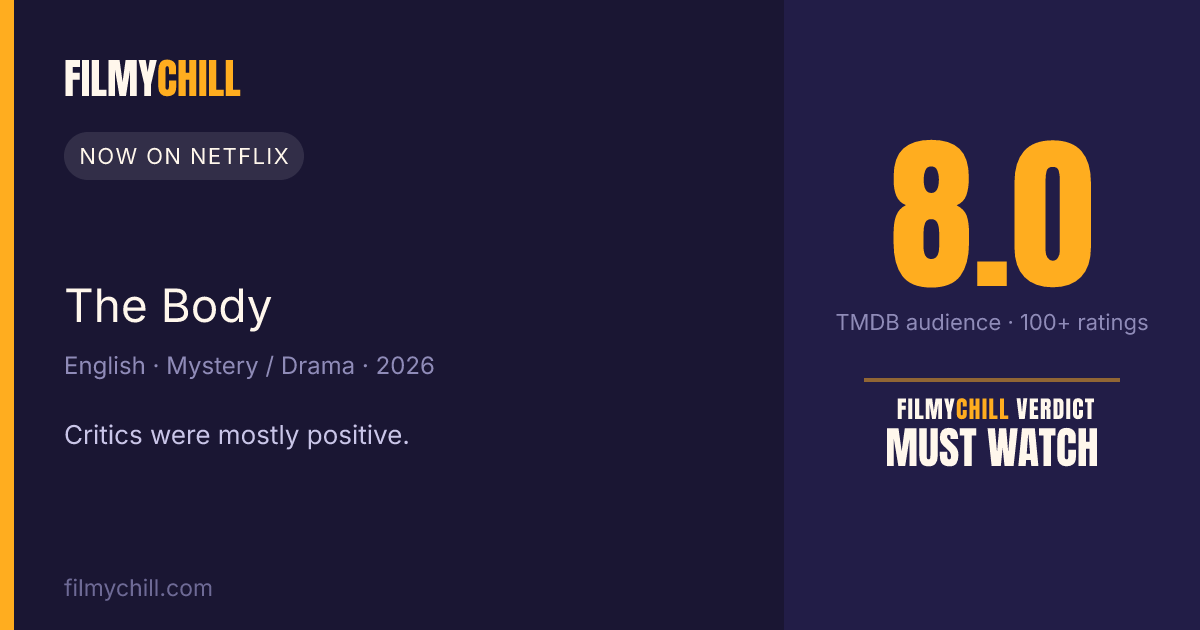 FILMYCHILL
NOW ON NETFLIX
The Body
English · Mystery / Drama · 2026
Critics were mostly positive.
filmychill.com
8.0
TMDB audience · 100+ ratings
FILMYCHILL VERDICT
MUST WATCH